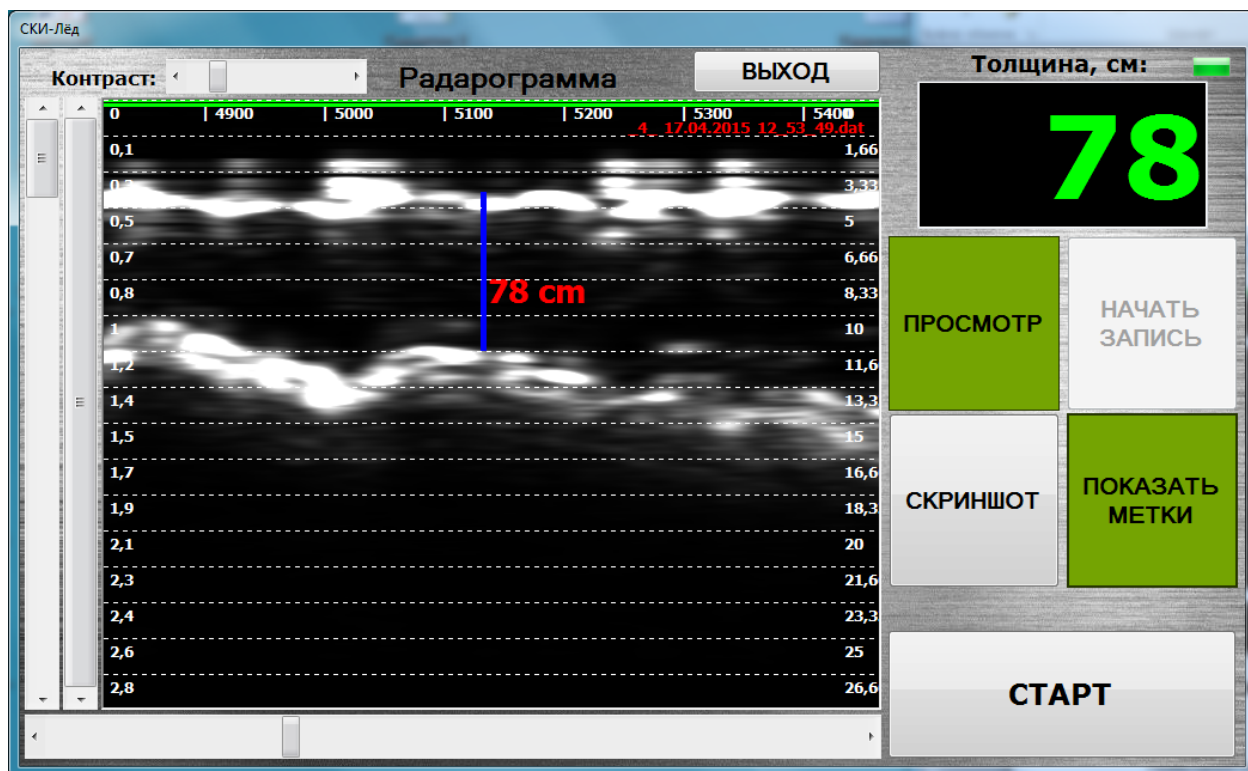 СКИ-Лёд
Контраст:
Радарограмма
ВЫХОД
Толщина, см:
78
0 | 4900 | 5000 | 5100 | 5200 | 5300 | 5400
_4_ 17.04.2015 12_53_49.dat
0,1 1,66
3,33
0,5 5
0,7 6,66
0,8 8,33
78 cm
1 10
1,2 11,6
1,4 13,3
1,5 15
1,7 16,6
1,9 18,3
2,1 20
2,3 21,6
2,4 23,3
2,6 25
2,8 26,6
ПРОСМОТР
НАЧАТЬ
ЗАПИСЬ
СКРИНШОТ
ПОКАЗАТЬ
МЕТКИ
СТАРТ